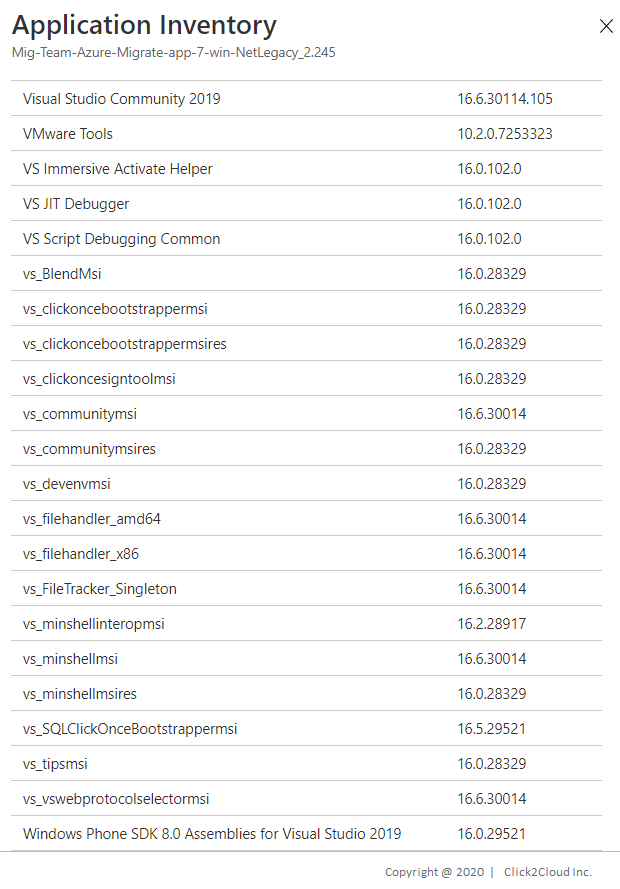 Application Inventory
Mig-Team-Azure-Migrate-app-7-win-NetLegacy_2.245
Visual Studio Community 2019 16.6.30114.105
VMware Tools 10.2.0.7253323
VS Immersive Activate Helper 16.0.102.0
VS JIT Debugger 16.0.102.0
VS Script Debugging Common 16.0.102.0
vs_BlendMsi 16.0.28329
vs_clickoncebootstrappermsi 16.0.28329
vs_clickoncebootstrappermsires 16.0.28329
vs_clickoncesigntoolmsi 16.0.28329
vs_communitymsi 16.6.30014
vs_communitymsires 16.0.28329
vs_devenvmsi 16.0.28329
vs_filehandler_amd64 16.6.30014
vs_filehandler_x86 16.6.30014
vs_FileTracker_Singleton 16.6.30014
vs_minshellinteropmsi 16.2.28917
vs_minshellmsi 16.6.30014
vs_minshellmsires 16.0.28329
vs_SQLClickOnceBootstrappermsi 16.5.29521
vs_tipsmsi 16.0.28329
vs_vswebprotocolselectormsi 16.6.30014
Windows Phone SDK 8.0 Assemblies for Visual Studio 2019 16.0.29521
Copyright @ 2020 | Click2Cloud Inc.